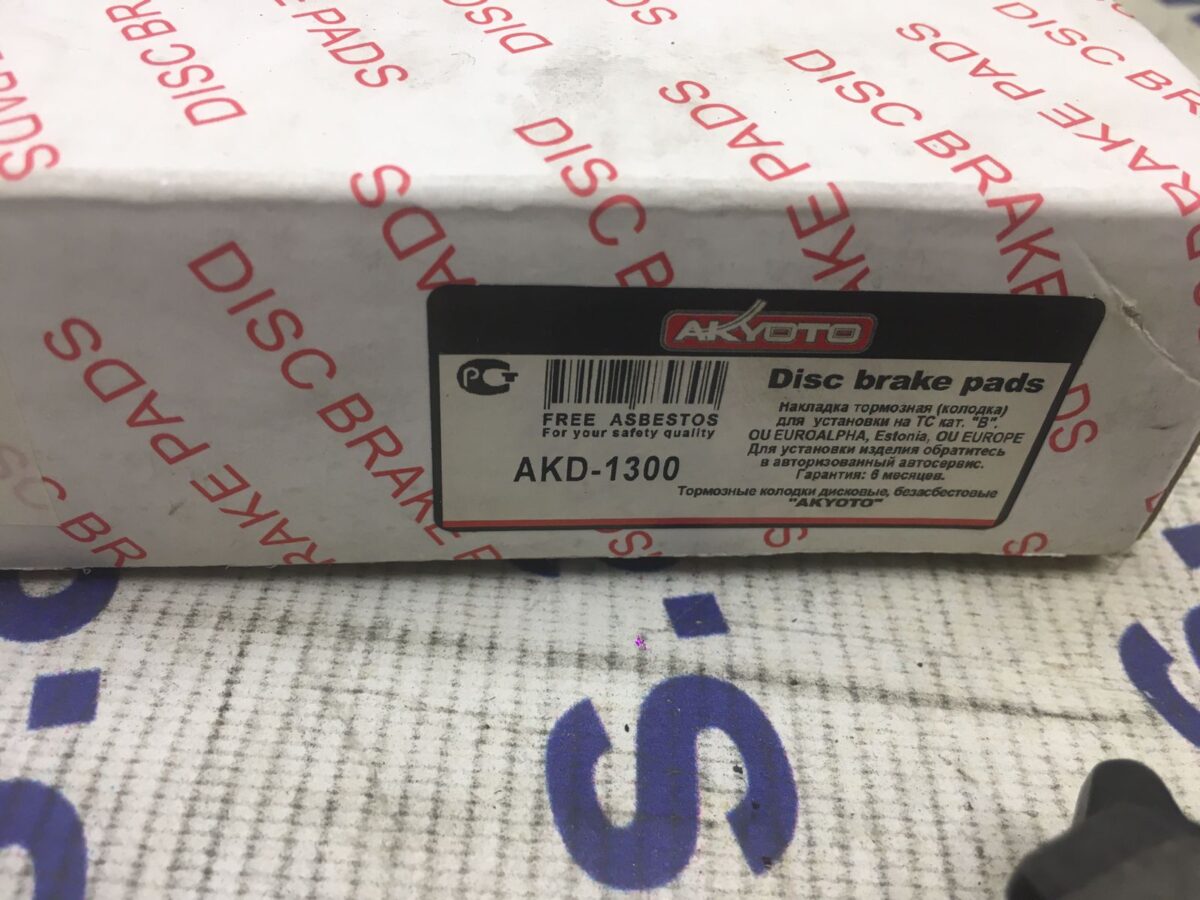 DISC BRAKE PADS
DISC BRAKE PADS
DISC BRAKE PADS
AKYOTO
Disc brake pads
FREE ASBESTOS
For your safety quality
AKD-1300
Накладка тормозная (колодка)
для установки на ТС кат. "В".
OU EUROALPHA, Estonia, OU EUROPE
Для установки изделия обратитесь
в авторизованный автосервис.
Гарантия: 6 месяцев.
Тормозные колодки дисковые, безасбестовые
"AKYOTO"